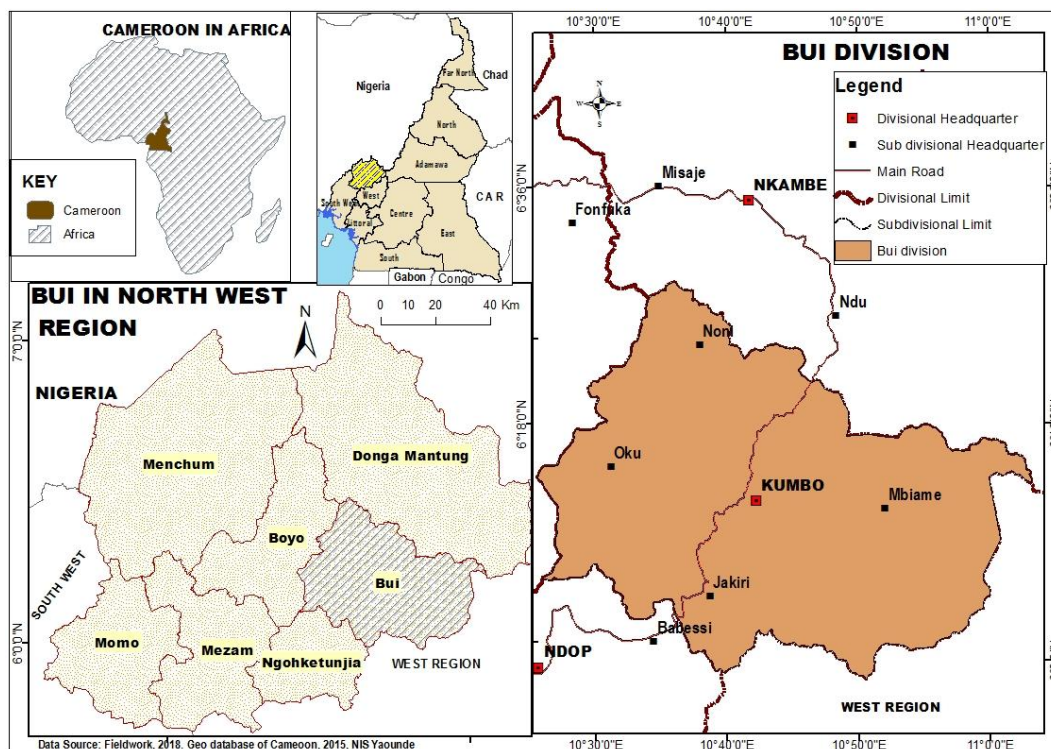 CAMEROON IN AFRICA
KEY
Cameroon
Africa
Nigeria
Chad
Far North
North
Adamawa
C A R
West
South West
Centre
Littoral
East
South
Gabon
Congo
BUI IN NORTH WEST
REGION
0 10 20 40 Km
N
7°0'0"N
6°0'0"N
NIGERIA
SOUTH WEST
WEST REGION
Menchum
Donga Mantung
Boyo
Bui
Momo
Mezam
Ngohketunjia
Data Source: Fieldwork, 2018. Geo database of Cameoon, 2015, NIS Yaounde
10°30'0"E 10°40'0"E 10°50'0"E 11°0'0"E
BUI DIVISION
N
W E
S
Legend
Divisional Headquarter
Sub divisional Headquarter
Main Road
Divisional Limit
Subdivisional Limit
Bui division
6°36'0"N
6°18'0"N
Misaje
NKAMBE
Fonfuka
Ndu
Noni
Oku
KUMBO
Mbiame
Jakiri
Babessi
NDOP
WEST REGION
10°30'0"E 10°40'0"E 10°50'0"E 11°0'0"E